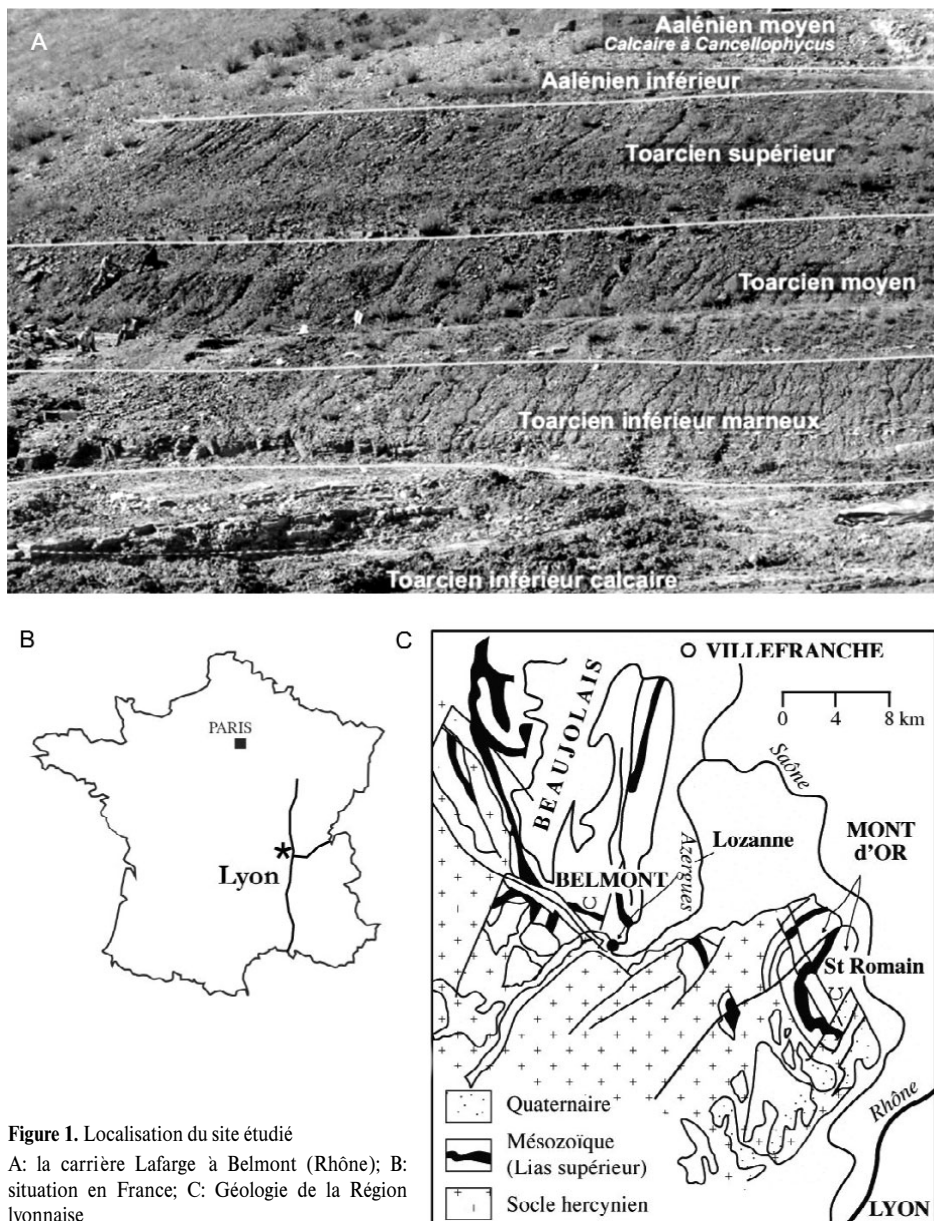 A
Aalénien moyen
Calcaire à Cancellophycus
Aalénien inférieur
Toarcien supérieur
Toarcien moyen
Toarcien inférieur marneux
Toarcien inférieur calcaire
B
PARIS
*
Lyon
C
VILLEFRANCHE
0 4 8 km
BEAUJOLAIS
Saône
Azergues
Lozanne
MONT
d'OR
BELMONT
C
St Romain
C
Rhône
LYON
Quaternaire
Mésozoïque
(Lias supérieur)
Socle hercynien
Figure 1. Localisation du site étudié
A: la carrière Lafarge à Belmont (Rhône); B:
situation en France; C: Géologie de la Région
lyonnaise